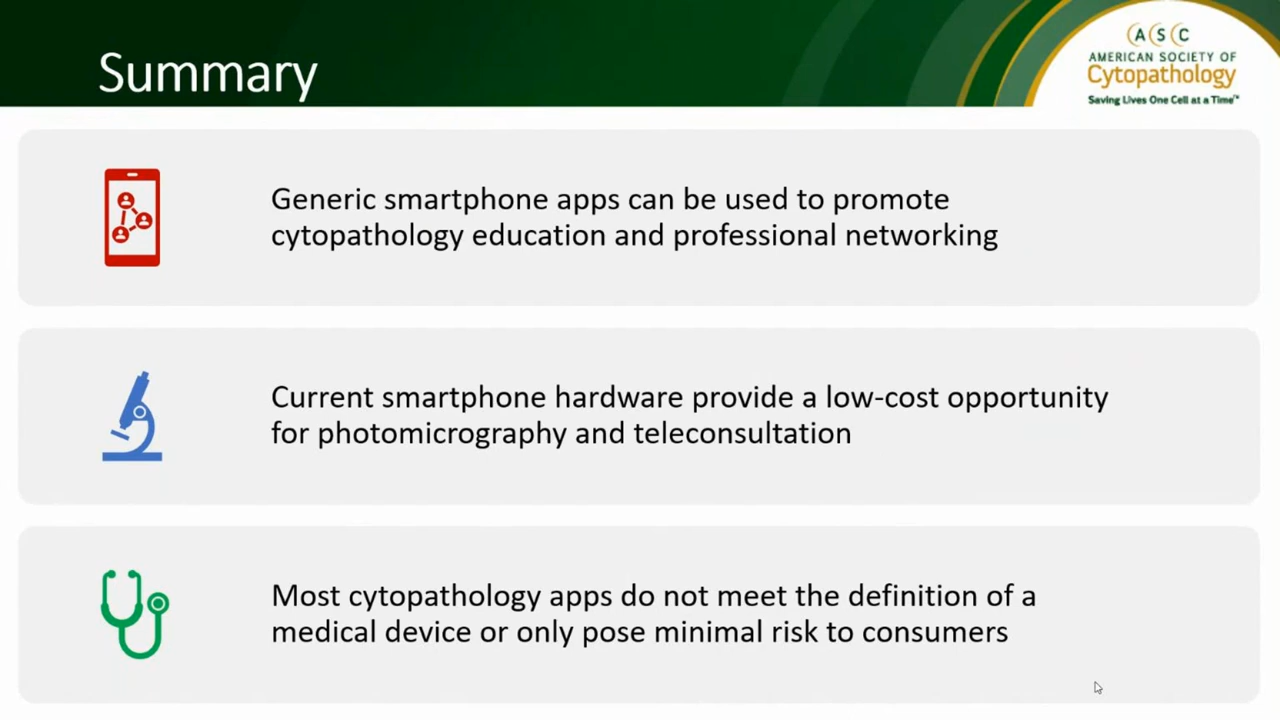 Summary
A S C
AMERICAN SOCIETY OF
Cytopathology
Saving Lives One Cell at a Time™
Generic smartphone apps can be used to promote
cytopathology education and professional networking
Current smartphone hardware provide a low-cost opportunity
for photomicrography and teleconsultation
Most cytopathology apps do not meet the definition of a
medical device or only pose minimal risk to consumers